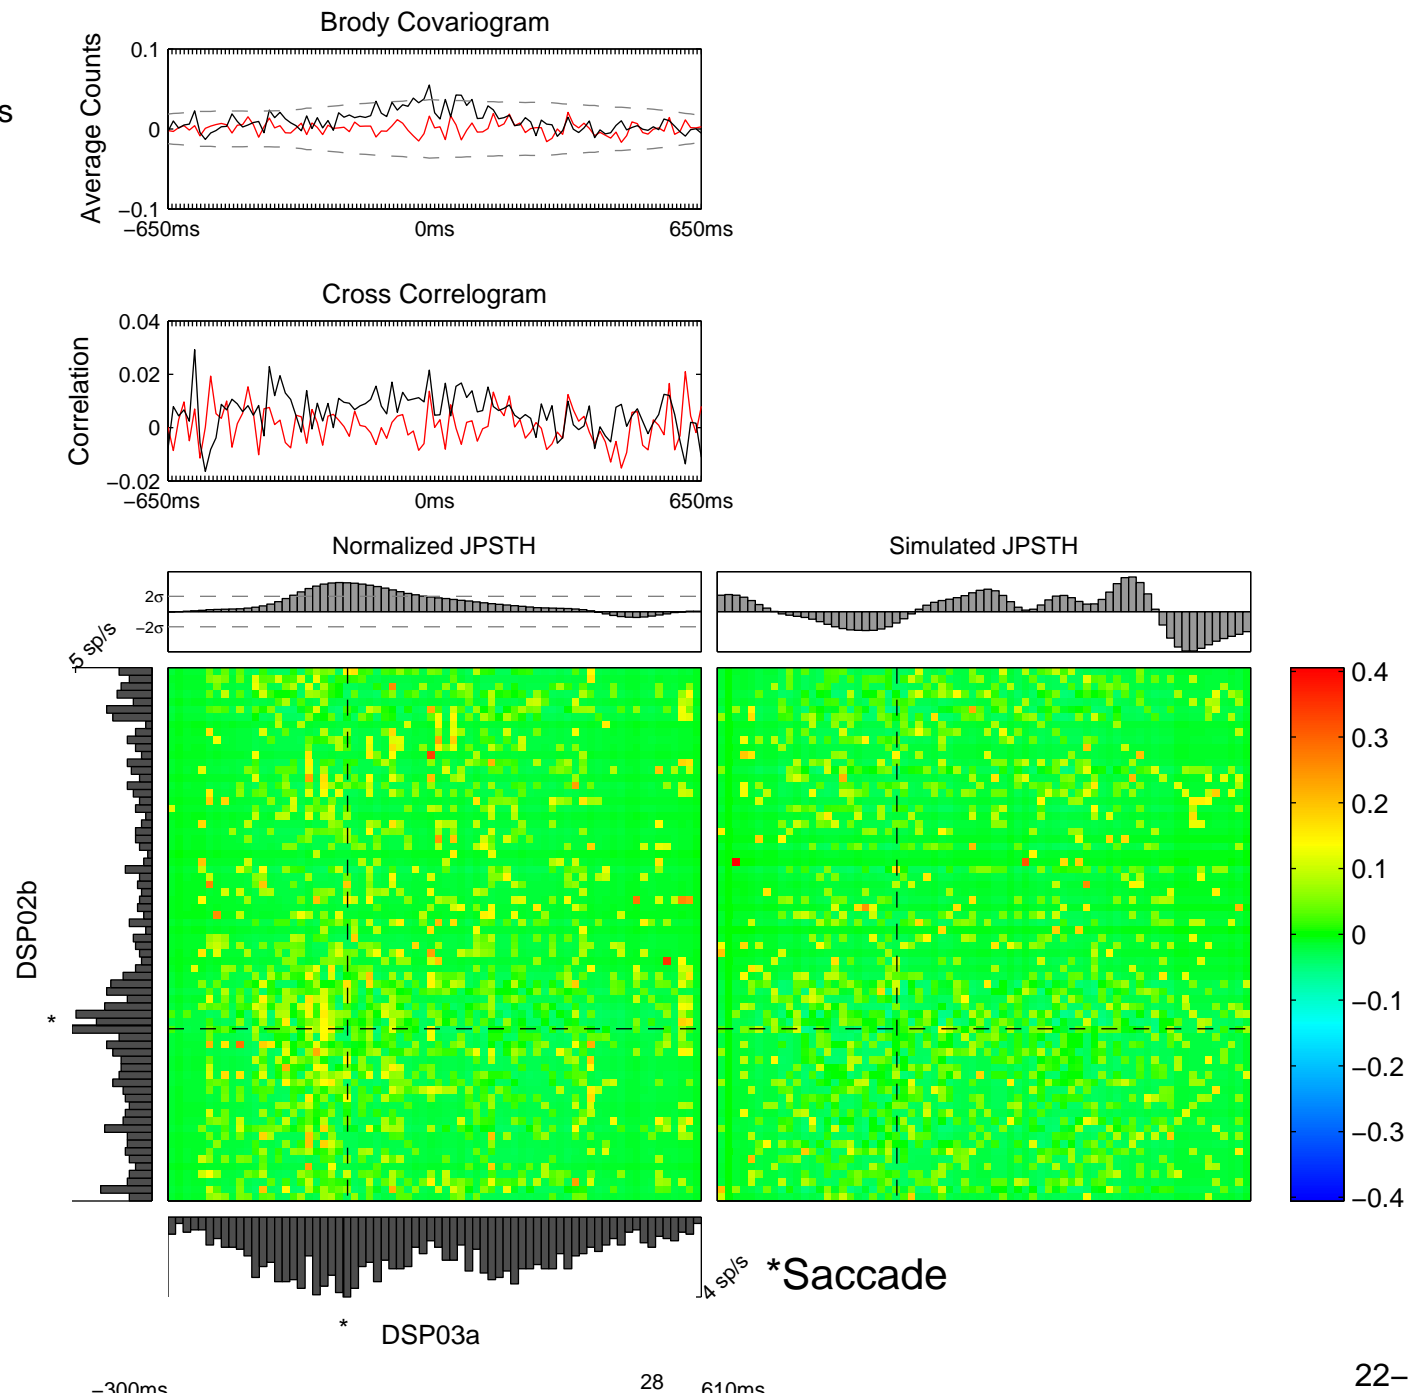 Brody Covariogram
s
Average Counts
0.1
0
−0.1
−650ms 0ms 650ms
Cross Correlogram
Correlation
0.04
0.02
0
−0.02
−650ms 0ms 650ms
Normalized JPSTH
Simulated JPSTH
2σ
−2σ
5 sp/s
DSP02b
*
0.4
0.3
0.2
0.1
0
−0.1
−0.2
−0.3
−0.4
4 sp/s
*Saccade
*
DSP03a
−300ms
28
610ms
22−